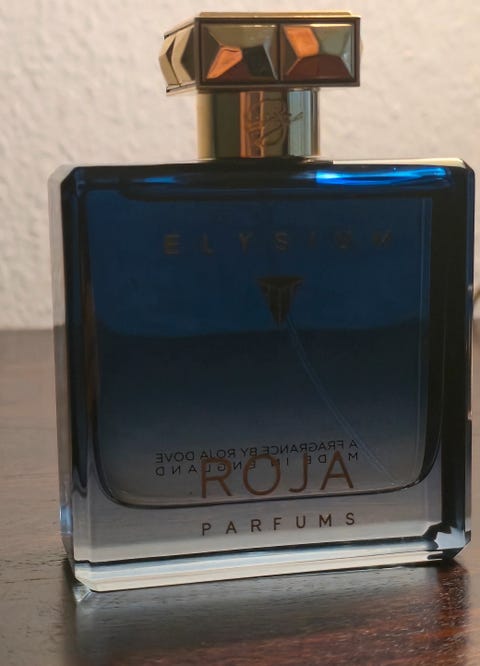 ELYSIUM
A FRAGRANCE BY ROJA DOVE
MADE IN ENGLAND
ROJA
PARFUMS